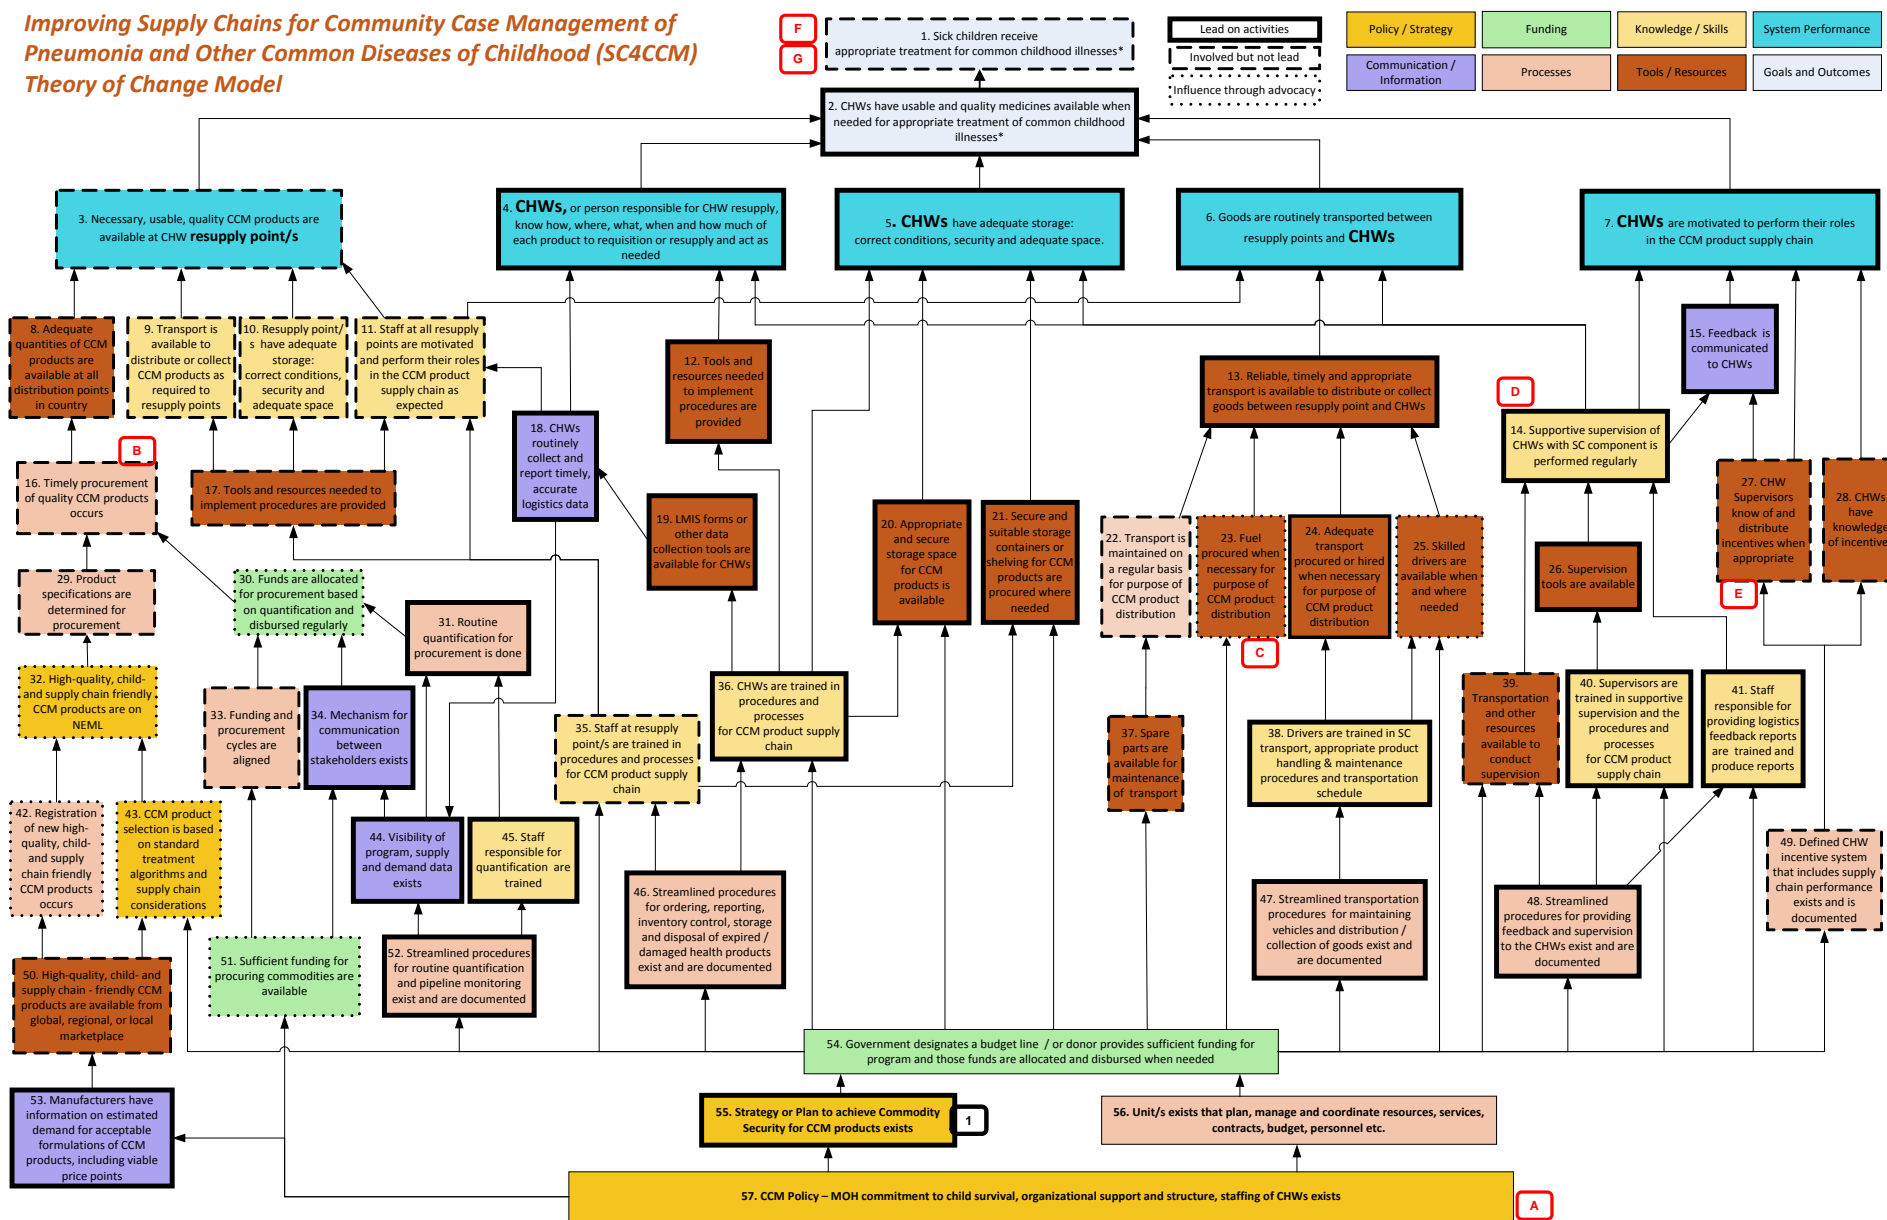 Improving Supply Chains for Community Case Management of
Pneumonia and Other Common Diseases of Childhood (SC4CCM)
Theory of Change Model
F
G
1. Sick children receive
appropriate treatment for common childhood illnesses*
Lead on activities
Involved but not lead
Influence through advocacy
Policy / Strategy
Funding
Knowledge / Skills
System Performance
Communication /
Information
Processes
Tools / Resources
Goals and Outcomes
2. CHWs have usable and quality medicines available when
needed for appropriate treatment of common childhood
illnesses*
3. Necessary, usable, quality CCM products are
available at CHW resupply point/s
4. CHWs, or person responsible for CHW resupply,
know how, where, what, when and how much of
each product to requisition or resupply and act as
needed
5. CHWs have adequate storage:
correct conditions, security and adequate space.
6. Goods are routinely transported between
resupply points and CHWs
7. CHWs are motivated to perform their roles
in the CCM product supply chain
8. Adequate
quantities of CCM
products are
available at all
distribution points
in country
9. Transport is
available to
distribute or collect
CCM products as
required to
resupply points
10. Resupply point/
s have adequate
storage:
correct conditions,
security and
adequate space
11. Staff at all resupply
points are motivated
and perform their roles
in the CCM product
supply chain as
expected
12. Tools and
resources needed
to implement
procedures are
provided
13. Reliable, timely and appropriate
transport is available to distribute or collect
goods between resupply point and CHWs
D
14. Supportive supervision of
CHWs with SC component is
performed regularly
15. Feedback is
communicated
to CHWs
B
16. Timely procurement
of quality CCM products
occurs
17. Tools and resources needed to
implement procedures are provided
18. CHWs
routinely
collect and
report timely,
accurate
logistics data
19. LMIS forms or
other data
collection tools are
available for CHWs
20. Appropriate
and secure
storage space
for CCM
products is
available
21. Secure and
suitable storage
containers or
shelving for CCM
products are
procured where
needed
22. Transport is
maintained on
a regular basis
for purpose of
CCM product
distribution
23. Fuel
procured when
necessary for
purpose of
CCM product
distribution
C
24. Adequate
transport
procured or hired
when necessary
for purpose of
CCM product
distribution
25. Skilled
drivers are
available when
and where
needed
26. Supervision
tools are available
27. CHW
Supervisors
know of and
distribute
incentives when
appropriate
E
28. CHWs
have
knowledge
of incentive
29. Product
specifications are
determined for
procurement
30. Funds are allocated
for procurement based
on quantification and
disbursed regularly
31. Routine
quantification for
procurement is done
32. High-quality, child-
and supply chain friendly
CCM products are on
NEML
33. Funding and
procurement
cycles are
aligned
34. Mechanism for
communication
between
stakeholders exists
35. Staff at resupply
point/s are trained in
procedures and processes
for CCM product supply
chain
36. CHWs are trained in
procedures and
processes
for CCM product supply
chain
37. Spare
parts are
available for
maintenance
of transport
38. Drivers are trained in SC
transport, appropriate product
handling & maintenance
procedures and transportation
schedule
39.
Transportation
and other
resources
available to
conduct
supervision
40. Supervisors are
trained in supportive
supervision and the
procedures and
processes
for CCM product
supply chain
41. Staff
responsible for
providing logistics
feedback reports
are trained and
produce reports
42. Registration
of new high-
quality, child-
and supply
chain friendly
CCM products
occurs
43. CCM product
selection is based
on standard
treatment
algorithms and
supply chain
considerations
44. Visibility of
program, supply
and demand data
exists
45. Staff
responsible for
quantification are
trained
46. Streamlined procedures
for ordering, reporting,
inventory control, storage
and disposal of expired /
damaged health products
exist and are documented
47. Streamlined transportation
procedures for maintaining
vehicles and distribution /
collection of goods exist and
are documented
48. Streamlined
procedures for providing
feedback and supervision
to the CHWs exist and are
documented
49. Defined CHW
incentive system
that includes supply
chain performance
exists and is
documented
50. High-quality, child- and
supply chain - friendly CCM
products are available from
global, regional, or local
marketplace
51. Sufficient funding for
procuring commodities are
available
52. Streamlined procedures
for routine quantification
and pipeline monitoring
exist and are documented
53. Manufacturers have
information on estimated
demand for acceptable
formulations of CCM
products, including viable
price points
54. Government designates a budget line / or donor provides sufficient funding for
program and those funds are allocated and disbursed when needed
55. Strategy or Plan to achieve Commodity
Security for CCM products exists
1
56. Unit/s exists that plan, manage and coordinate resources, services,
contracts, budget, personnel etc.
57. CCM Policy – MOH commitment to child survival, organizational support and structure, staffing of CHWs exists
A